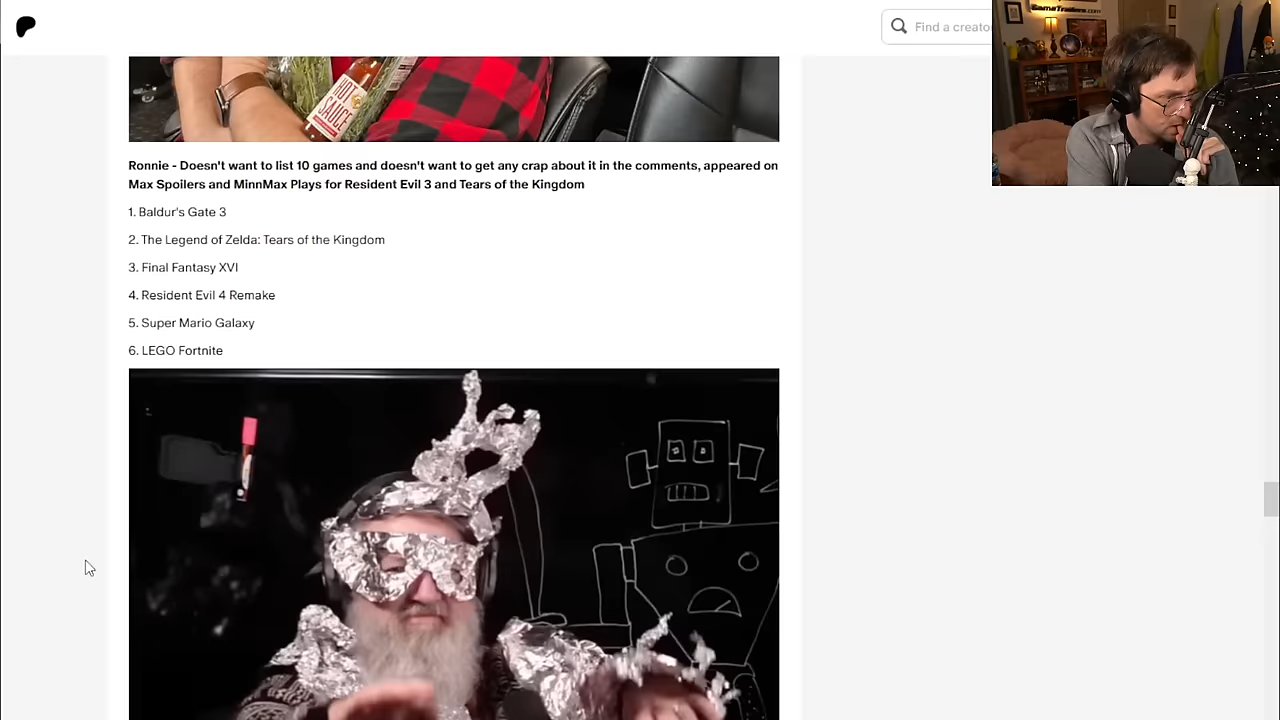 Find a creato
GameTraders.com
SAUCE
Ronnie - Doesn't want to list 10 games and doesn't want to get any crap about it in the comments, appeared on
Max Spoilers and MinnMax Plays for Resident Evil 3 and Tears of the Kingdom
1. Baldur's Gate 3
2. The Legend of Zelda: Tears of the Kingdom
3. Final Fantasy XVI
4. Resident Evil 4 Remake
5. Super Mario Galaxy
6. LEGO Fortnite